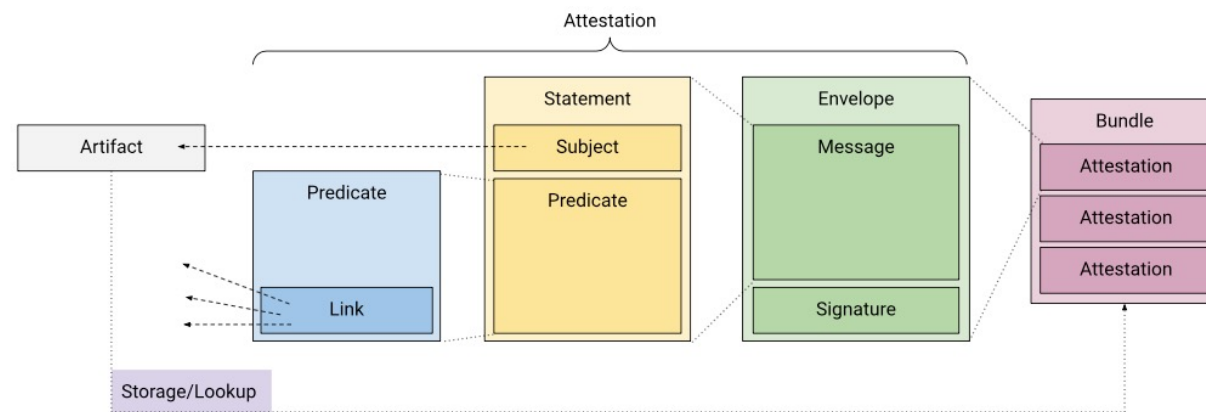 Attestation
Statement
Envelope
Bundle
Artifact
Subject
Message
Attestation
Predicate
Predicate
Attestation
Attestation
Link
Signature
Storage/Lookup